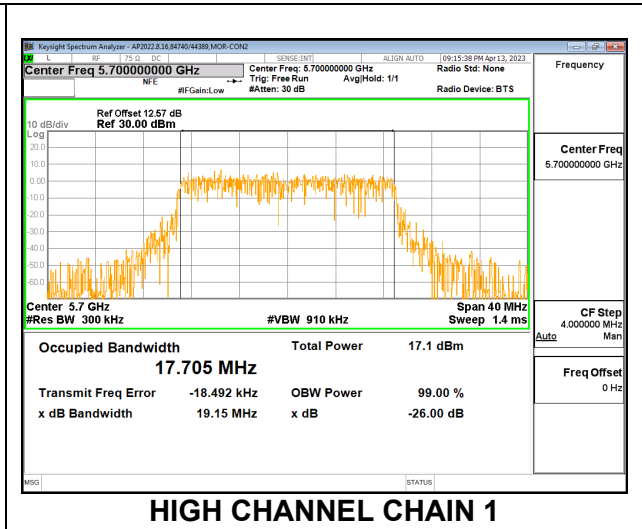 Keysight Spectrum Analyzer - AP2022.8.16,84740/44389,MOR-CON2
L RF 75 Ω DC SENSE:INT ALIGN AUTO 09:15:38 PM Apr 13, 2023
Center Freq 5.700000000 GHz Center Freq: 5.700000000 GHz Radio Std: None Frequency
NFE Trig: Free Run Avg|Hold: 1/1
#IFGain:Low #Atten: 30 dB Radio Device: BTS
Ref Offset 12.57 dB
10 dB/div Ref 30.00 dBm
Log
20.0
10.0
0.00
-10.0
-20.0
-30.0
-40.0
-50.0
-60.0
Center Freq
5.700000000 GHz
Center 5.7 GHz Span 40 MHz
#Res BW 300 kHz #VBW 910 kHz Sweep 1.4 ms
CF Step
4.000000 MHz
Auto Man
Occupied Bandwidth Total Power 17.1 dBm
17.705 MHz
Freq Offset
0 Hz
Transmit Freq Error -18.492 kHz OBW Power 99.00 %
x dB Bandwidth 19.15 MHz x dB -26.00 dB
MSG STATUS
HIGH CHANNEL CHAIN 1